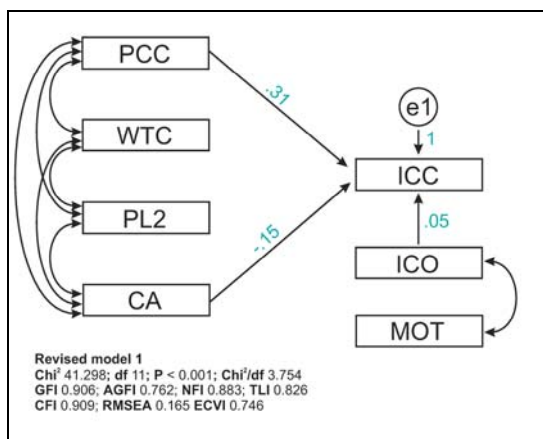 PCC
.31
e1
WTC
1
ICC
PL2
-.15
.05
ICO
CA
MOT
Revised model 1
Chi² 41.298; df 11; P < 0.001; Chi²/df 3.754
GFI 0.906; AGFI 0.762; NFI 0.883; TLI 0.826
CFI 0.909; RMSEA 0.165 ECVI 0.746